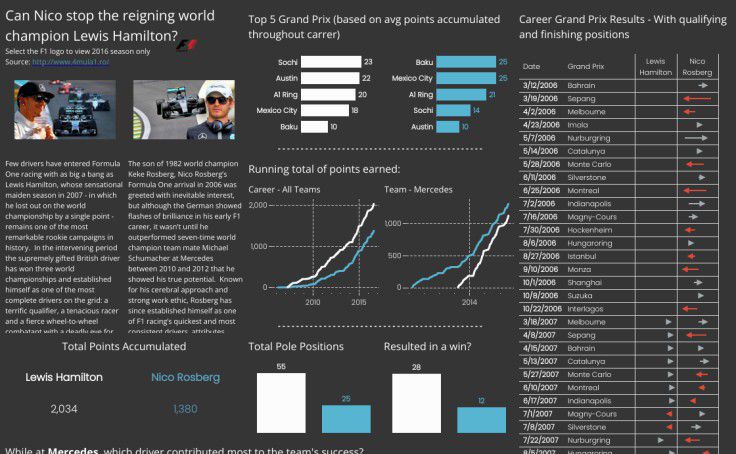 Can Nico stop the reigning world
champion Lewis Hamilton?
Select the F1 logo to view 2016 season only
Source: http://www.4mula1.ro/
Few drivers have entered Formula
One racing with as big a bang as
Lewis Hamilton, whose sensational
maiden season in 2007 - in which
he lost out on the world
championship by a single point -
remains one of the most
remarkable rookie campaigns in
history. In the intervening period
the supremely gifted British driver
has won three world
championships and established
himself as one of the most
complete drivers on the grid: a
terrific qualifier, a tenacious racer
and a fierce wheel-to-wheel
combatant with a deadly eye for
The son of 1982 world champion
Keke Rosberg, Nico Rosberg's
Formula One arrival in 2006 was
greeted with inevitable interest,
but although the German showed
flashes of brilliance in his early F1
career, it wasn't until he
outperformed seven-time world
champion team mate Michael
Schumacher at Mercedes
between 2010 and 2012 that he
showed his true potential. Known
for his cerebral approach and
strong work ethic, Rosberg has
since established himself as one
of F1 racing's quickest and most
consistent drivers, attributes
Total Points Accumulated
Lewis Hamilton Nico Rosberg
2,034 1,380
Top 5 Grand Prix (based on avg points accumulated
throughout carrer)
Sochi 23
Austin 22
A1 Ring 20
Mexico City 18
Baku 10
Baku 25
Mexico City 25
A1 Ring 21
Sochi 14
Austin 10
Running total of points earned:
Career - All Teams
2,000
1,000
0
2010 2015
Team - Mercedes
1000
500
0
2014
Total Pole Positions
55
25
Resulted in a win?
28
12
Career Grand Prix Results - With qualifying
and finishing positions
Date Grand Prix Lewis Hamilton Nico Rosberg
3/12/2006 Bahrain
3/19/2006 Sepang
4/2/2006 Melbourne
4/23/2006 Imola
5/7/2006 Nurburgring
5/14/2006 Catalunya
5/28/2006 Monte Carlo
6/11/2006 Silverstone
6/25/2006 Montreal
7/2/2006 Indianapolis
7/16/2006 Magny-Cours
7/30/2006 Hockenheim
8/6/2006 Hungaroring
8/27/2006 Istanbul
9/10/2006 Monza
10/1/2006 Shanghai
10/8/2006 Suzuka
10/22/2006 Interlagos
3/18/2007 Melbourne
4/8/2007 Sepang
4/15/2007 Bahrain
5/13/2007 Catalunya
5/27/2007 Monte Carlo
6/10/2007 Montreal
6/17/2007 Indianapolis
7/1/2007 Magny-Cours
7/8/2007 Silverstone
7/22/2007 Nurburgring
8/5/2007 Hungaroring
While at Mercedes, which driver contributed most to the team's success?